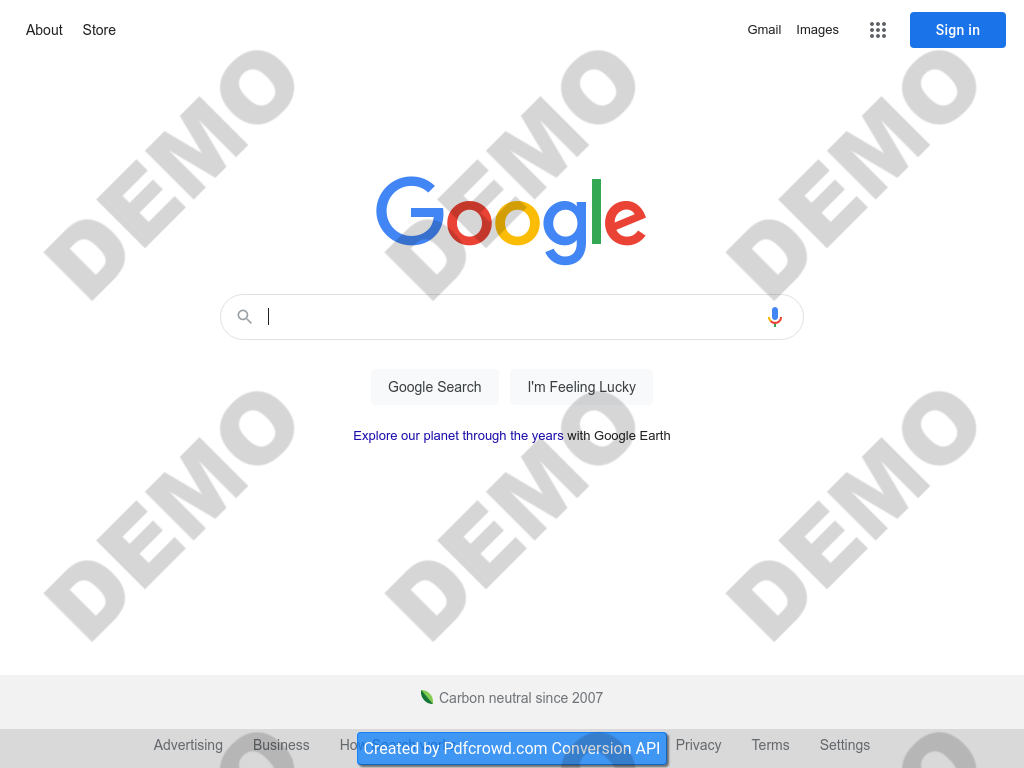 About Store Gmail Images Sign in
DEMO DEMO DEMO
Google
Google Search I'm Feeling Lucky
Explore our planet through the years with Google Earth
DEMO DEMO DEMO
Carbon neutral since 2007
Advertising Business Created by Pdfcrowd.com Conversion API Privacy Terms Settings